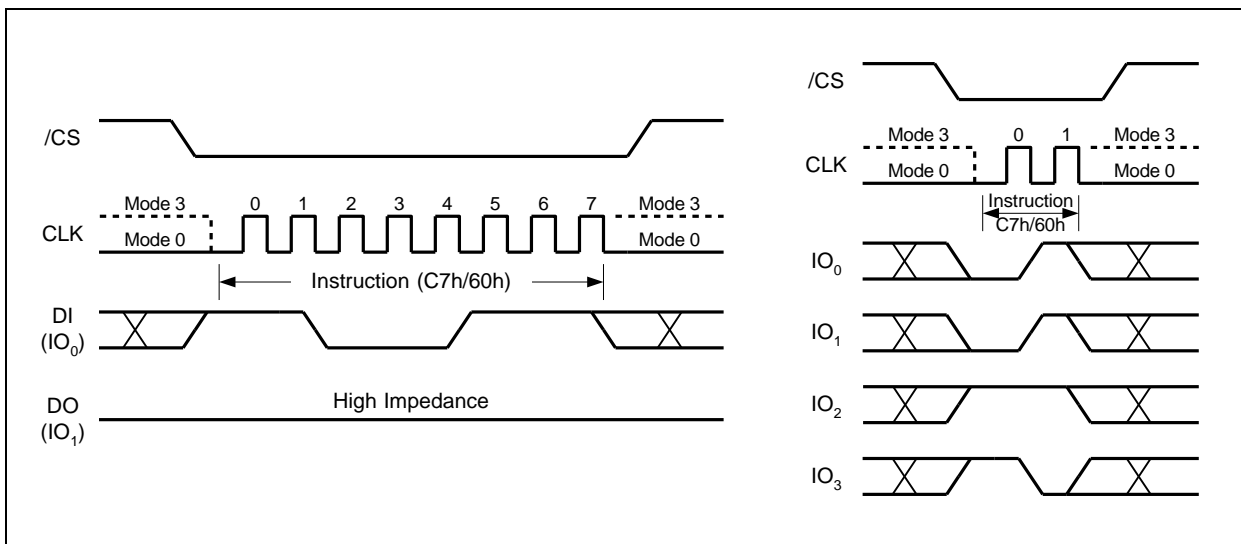 /CS
Mode 3 0 1 2 3 4 5 6 7 Mode 3
CLK Mode 0 Mode 0
Instruction (C7h/60h)
DI
(IO0)
DO
(IO1)
High Impedance
/CS
Mode 3 0 1 Mode 3
CLK Mode 0 Mode 0
Instruction
C7h/60h
IO0
IO1
IO2
IO3